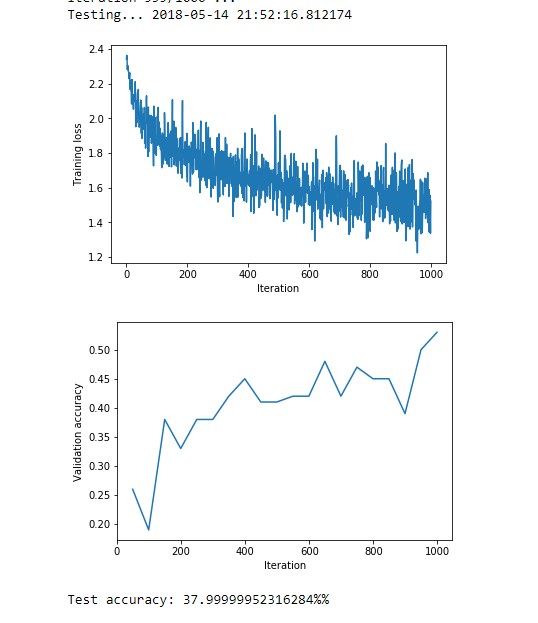 Iteration 999/1000 ...
Testing... 2018-05-14 21:52:16.812174
2.4
2.2
2.0
1.8
1.6
1.4
1.2
Training loss
0 200 400 600 800 1000
Iteration
0.50
0.45
0.40
0.35
0.30
0.25
0.20
Validation accuracy
0 200 400 600 800 1000
Iteration
Test accuracy: 37.99999952316284%%